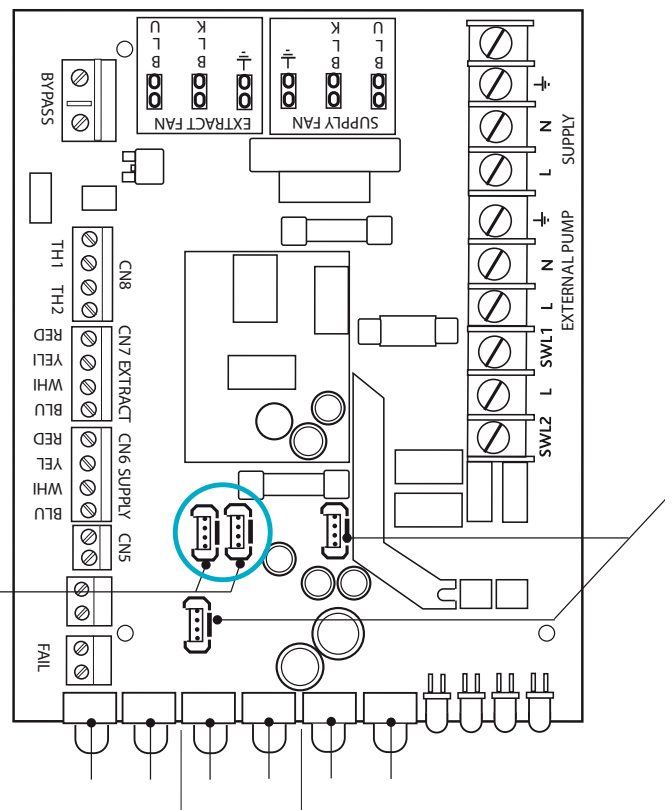 BLU
BLK
BLK
BLU
EXTRACT FAN
SUPPLY FAN
BYPASS
N
L
SUPPLY
N
L
EXTERNAL PUMP
SWL1
L
SWL2
TH1
TH2
CN8
RED
YELI
WHI
BLU
CN7 EXTRACT
RED
YEL
WHI
BLU
CN6 SUPPLY
CN5
FAIL